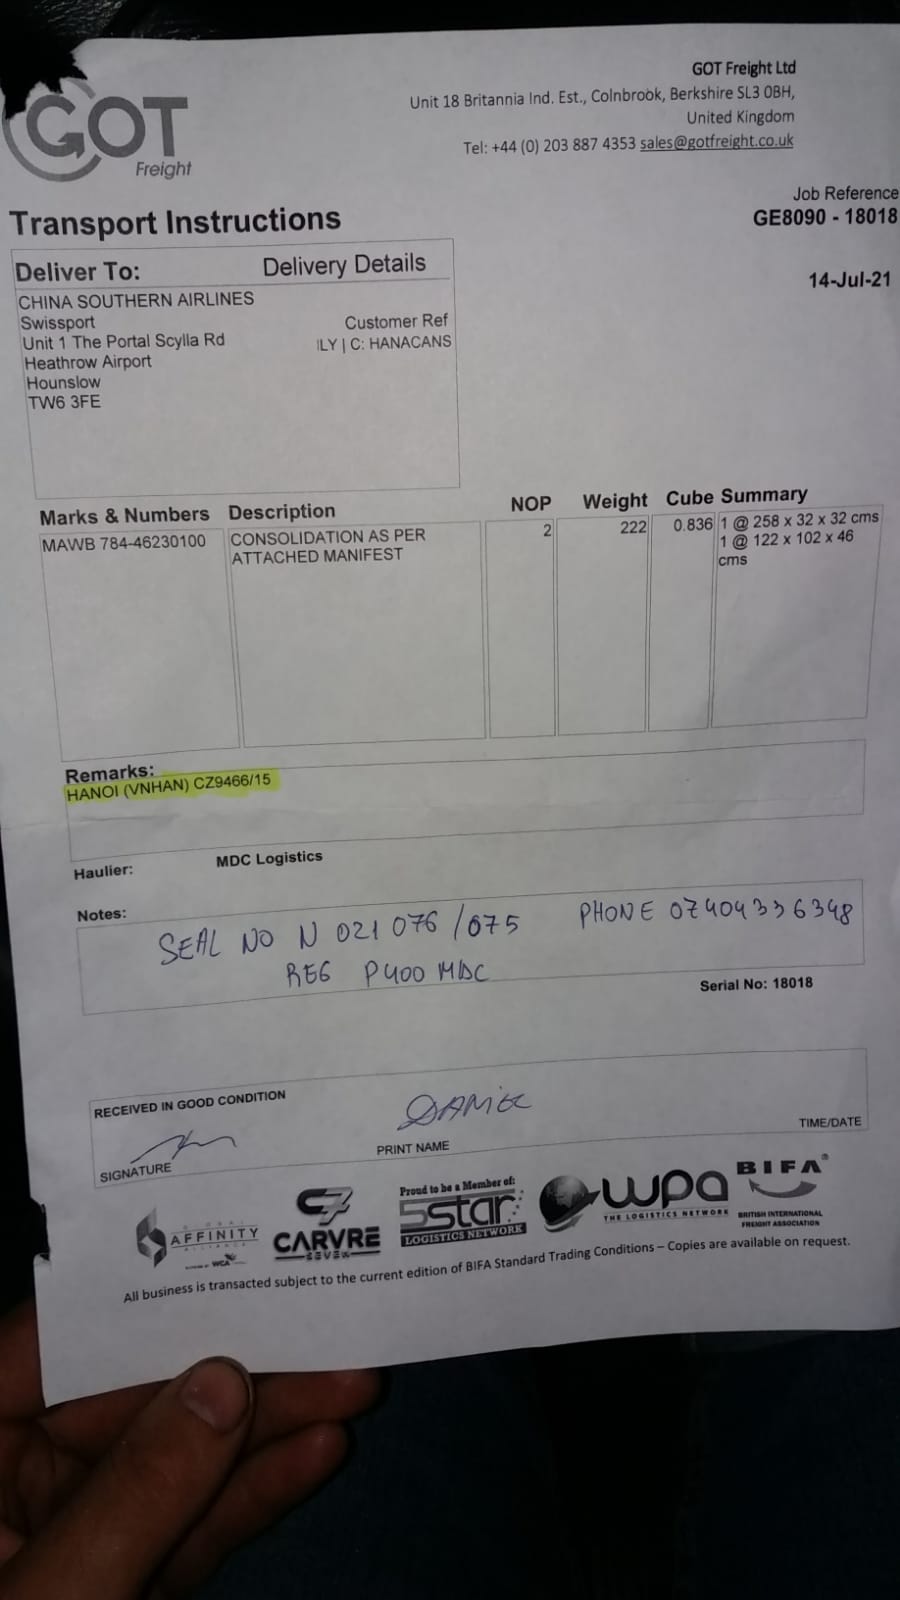 GOT
Freight
GOT Freight Ltd
Unit 18 Britannia Ind. Est., Colnbrook, Berkshire SL3 0BH,
United Kingdom
Tel: +44 (0) 203 887 4353 sales@gotfreight.co.uk
Job Reference
GE8090 - 18018
14-Jul-21
Transport Instructions
Deliver To: Delivery Details
CHINA SOUTHERN AIRLINES
Swissport
Unit 1 The Portal Scylla Rd
Heathrow Airport
Hounslow
TW6 3FE
Customer Ref
ILY | C: HANACANS
Marks & Numbers Description NOP Weight Cube Summary
MAWB 784-46230100 CONSOLIDATION AS PER 2 222 0.836 1 @ 258 x 32 x 32 cms
ATTACHED MANIFEST 1 @ 122 x 102 x 46
cms
Remarks:
HANOI (VNHAN) CZ9466/15
Haulier: MDC Logistics
Notes:
SEAL NO N 021 076 /075 PHONE 07404336348
REG P400 MDC
Serial No: 18018
RECEIVED IN GOOD CONDITION
SIGNATURE
PRINT NAME
TIME/DATE
AFFINITY
WCA
CARVRE
SEVEN
Proud to be a Member of:
5star
LOGISTICS NETWORK
wpa
THE LOGISTICS NETWORK
BIFA®
BRITISH INTERNATIONAL
FREIGHT ASSOCIATION
All business is transacted subject to the current edition of BIFA Standard Trading Conditions – Copies are available on request.